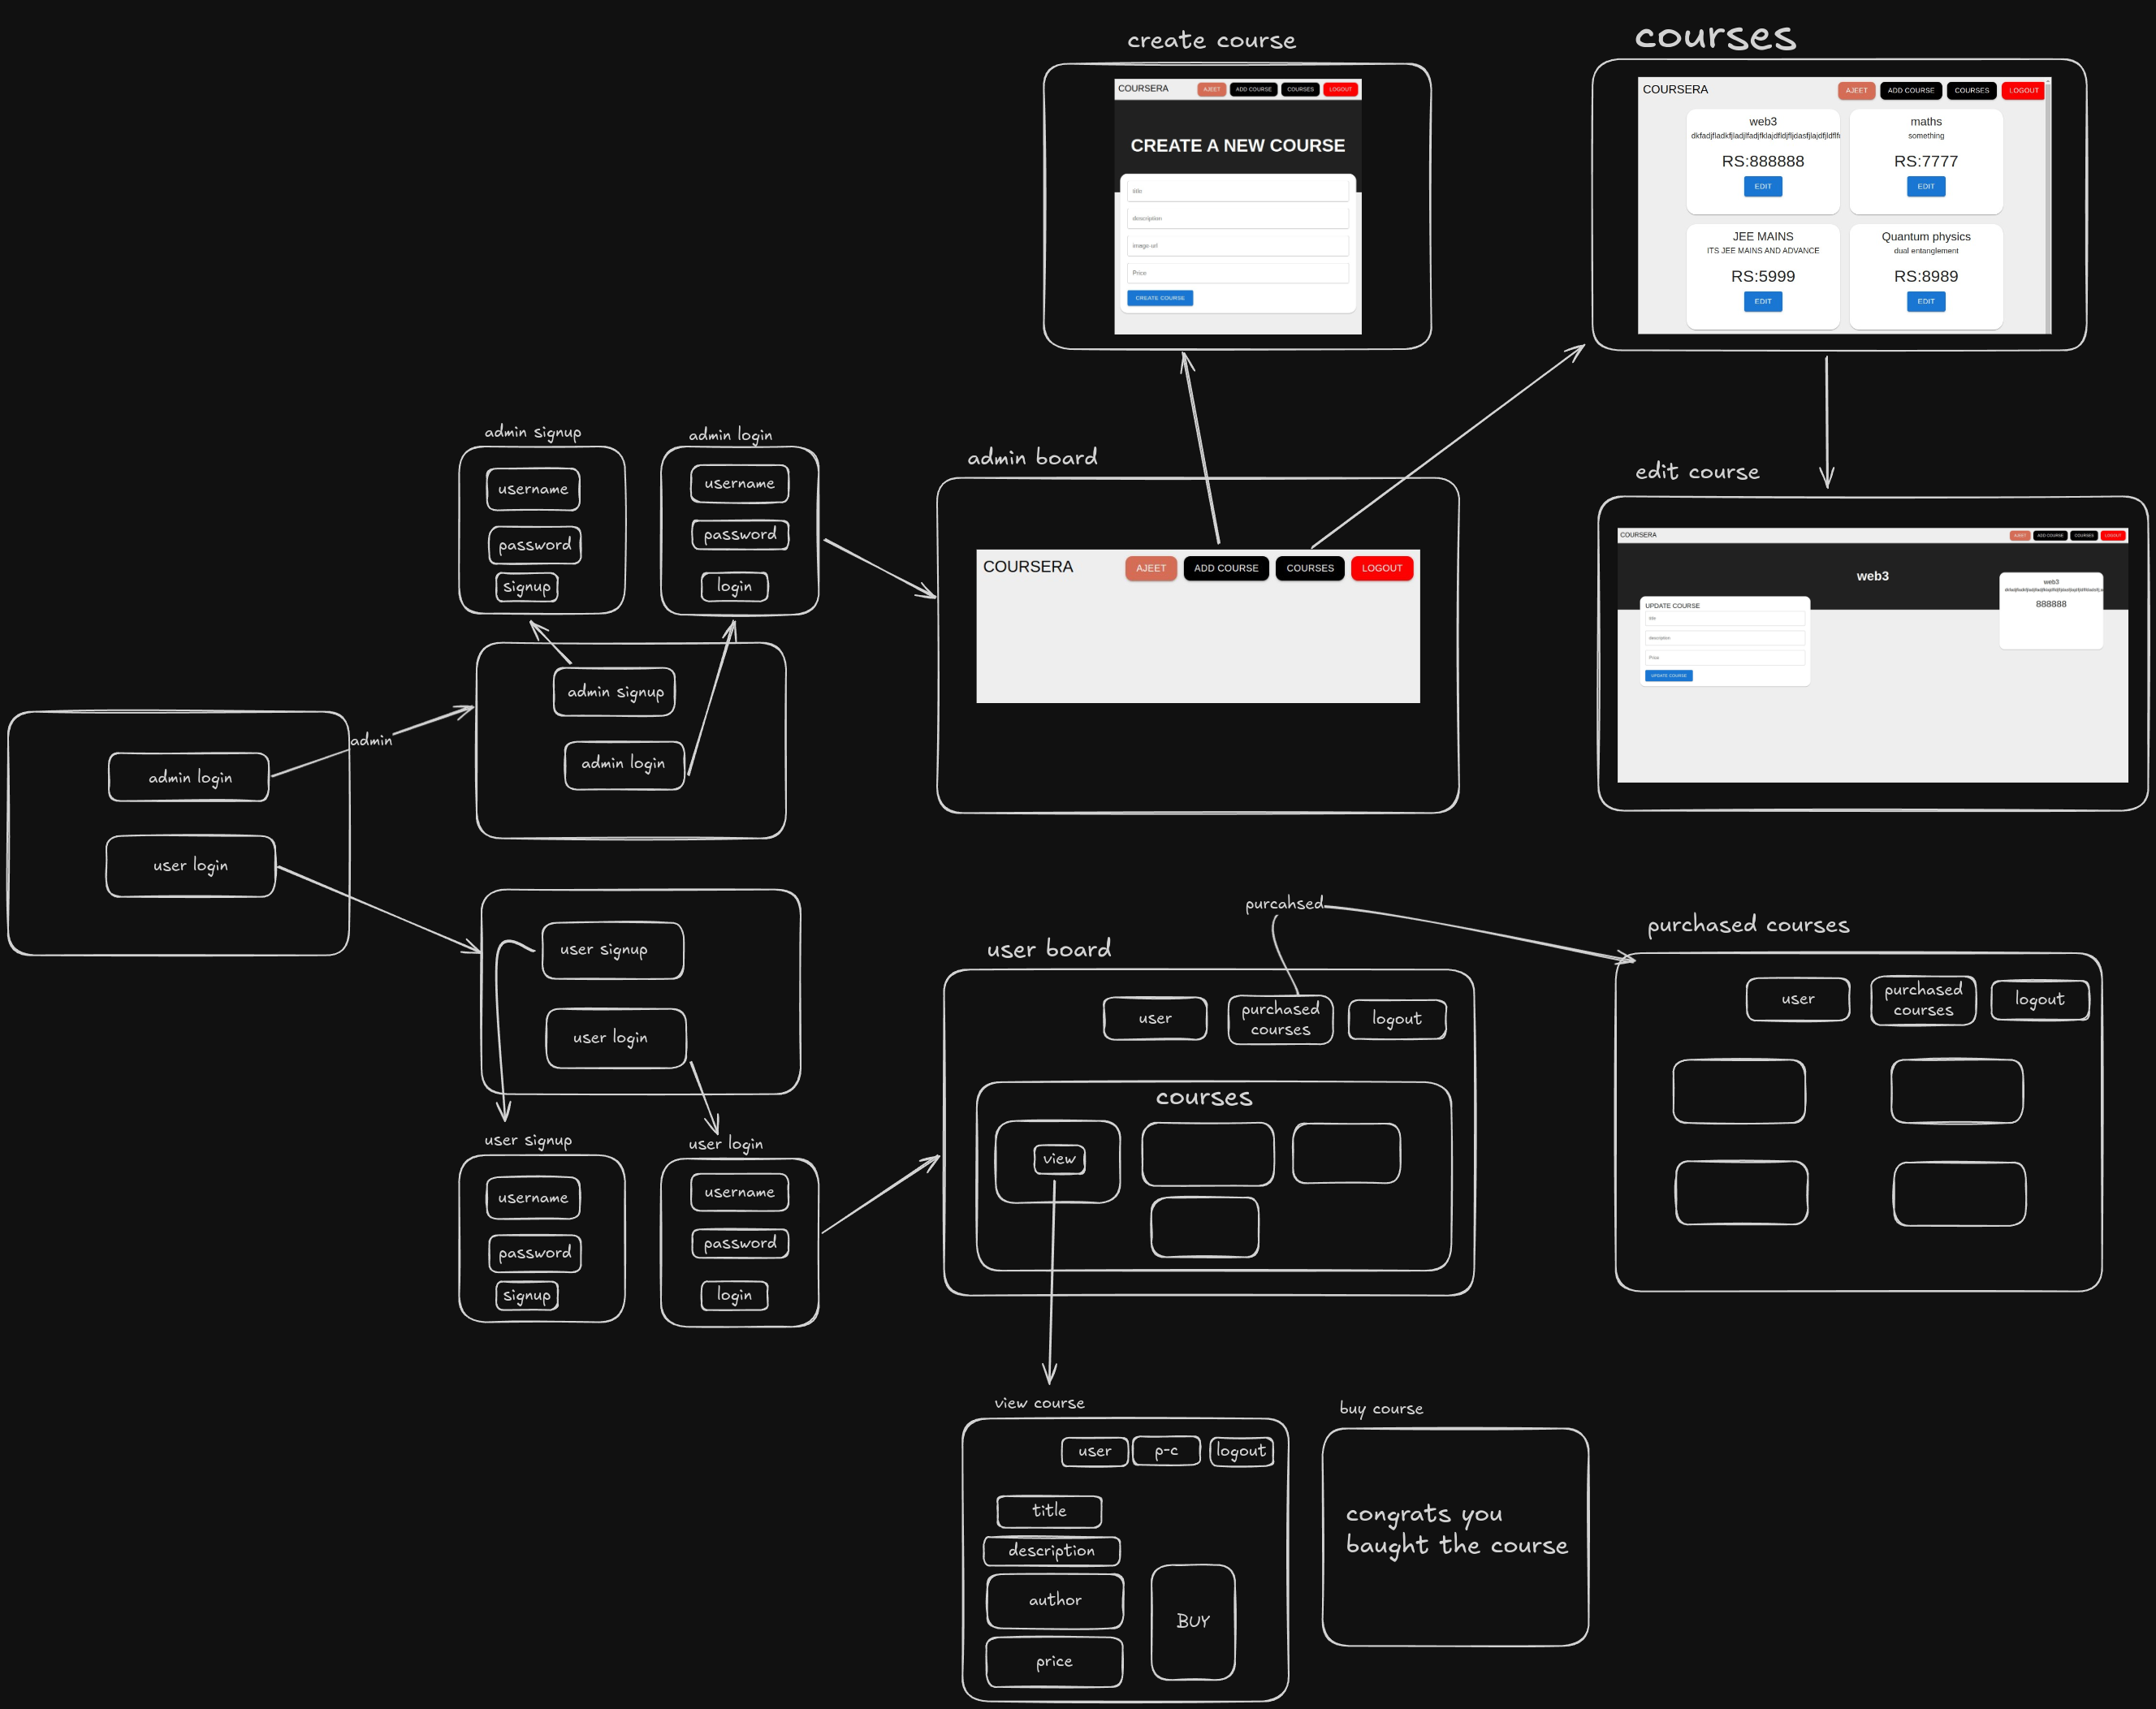 create course
COURSERA
AJEET
ADD COURSE
COURSES
LOGOUT
CREATE A NEW COURSE
title
description
image-url
Price
CREATE COURSE
courses
COURSERA
AJEET
ADD COURSE
COURSES
LOGOUT
web3
RS:888888
EDIT
maths
something
RS:7777
EDIT
JEE MAINS
ITS JEE MAINS AND ADVANCE
RS:5999
EDIT
Quantum physics
dual entanglement
RS:8989
EDIT
admin signup
username
password
signup
admin login
username
password
login
admin board
COURSERA
AJEET
ADD COURSE
COURSES
LOGOUT
edit course
COURSERA
AJEET
ADD COURSE
COURSES
LOGOUT
web3
UPDATE COURSE
title
description
Price
UPDATE COURSE
web3
888888
admin login
user login
admin
admin signup
admin login
user signup
user login
user signup
username
password
signup
user login
username
password
login
purcahsed
user board
user
purchased
courses
logout
courses
view
purchased courses
user
purchased
courses
logout
view course
user
p-c
logout
title
description
author
price
BUY
buy course
congrats you
baught the course